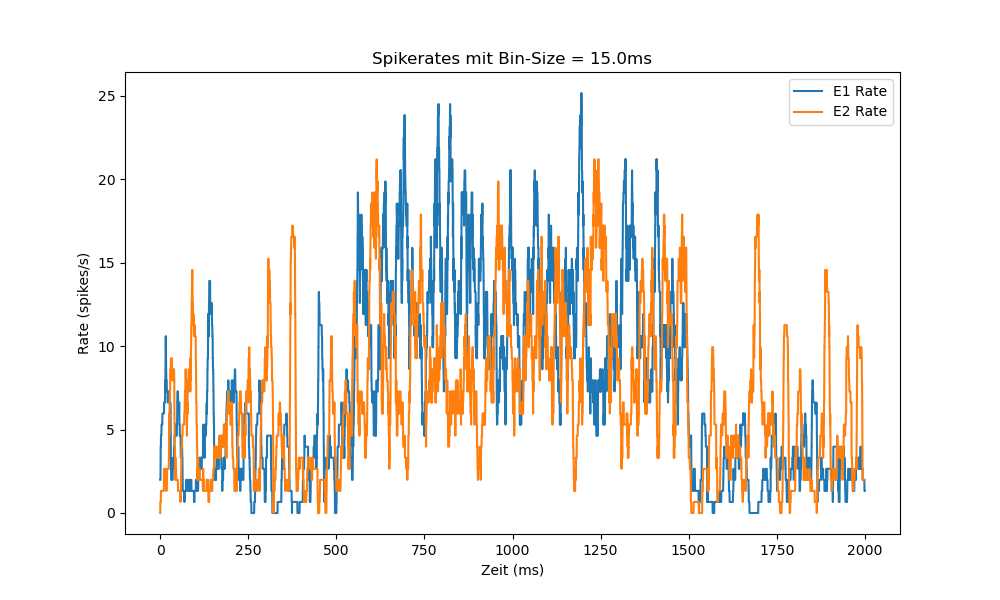 Spikerates mit Bin-Size = 15.0ms
E1 Rate
E2 Rate
Rate (spikes/s)
25
20
15
10
5
0
0 250 500 750 1000 1250 1500 1750 2000
Zeit (ms)